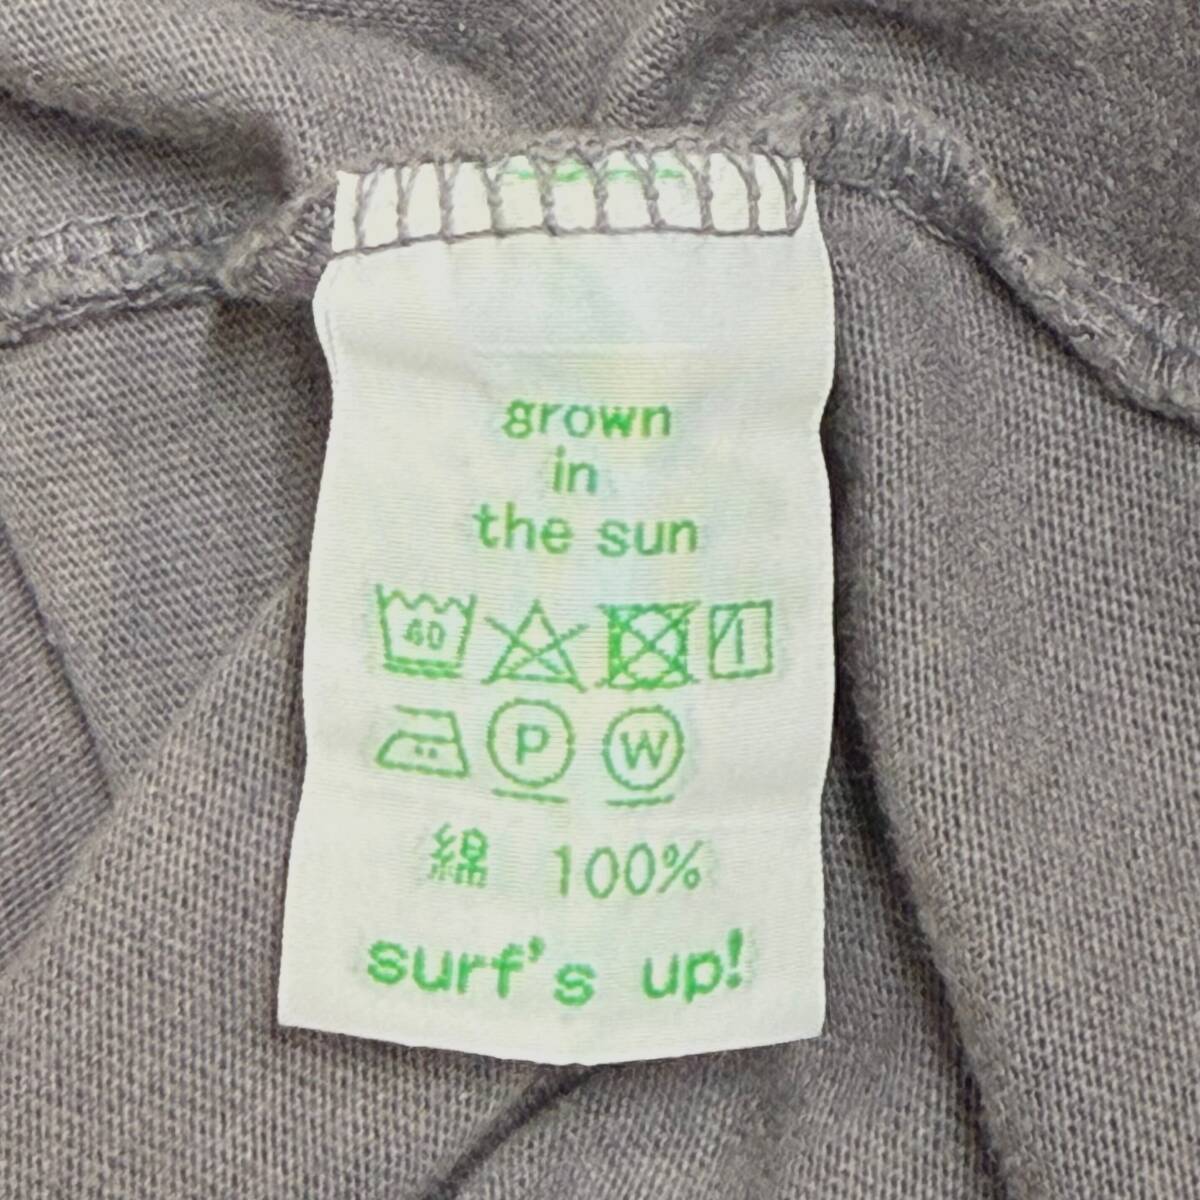 grown
in
the sun
40
P W
綿 100%
surf's up!